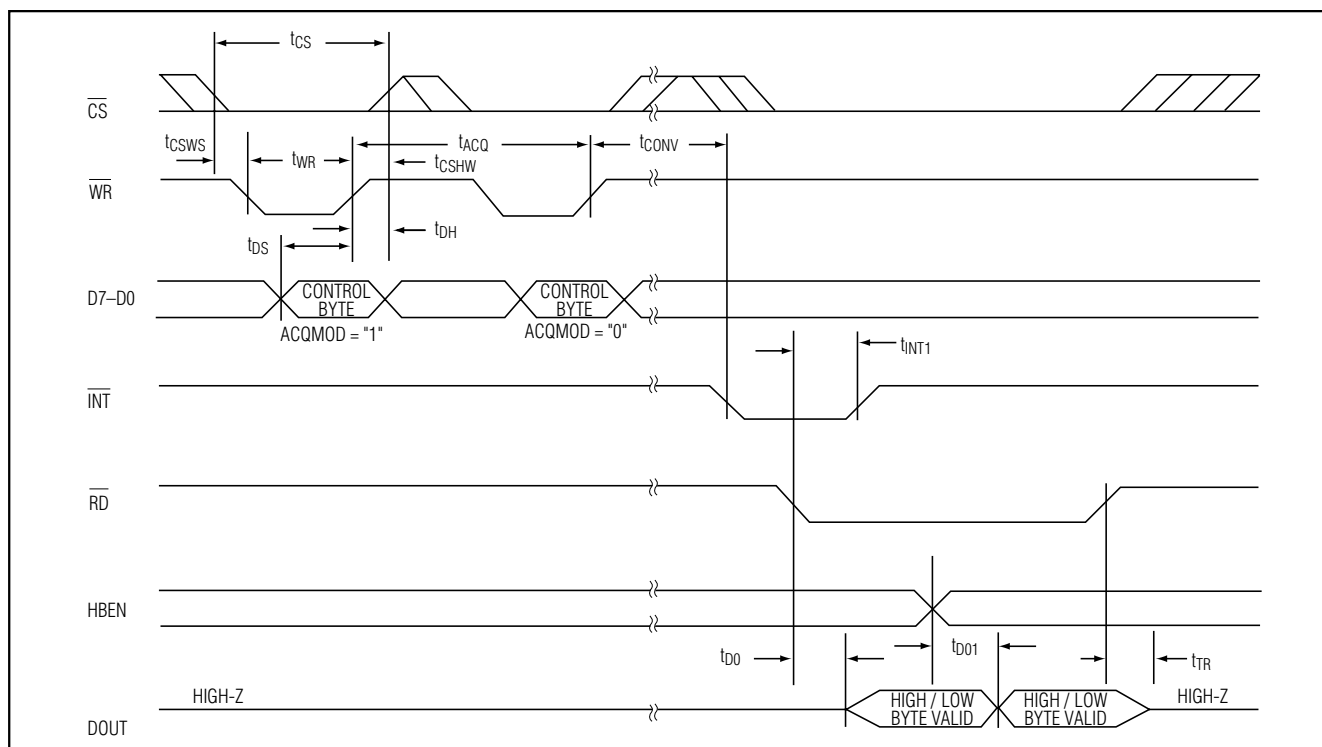 tCS
CS
tCSWS
tWR
tACQ
tCONV
tCSHW
WR
tDS
tDH
D7–D0
CONTROL
BYTE
ACQMOD = "1"
CONTROL
BYTE
ACQMOD = "0"
tINT1
INT
RD
HBEN
tD0
tD01
tTR
HIGH-Z
HIGH / LOW
BYTE VALID
HIGH / LOW
BYTE VALID
HIGH-Z
DOUT